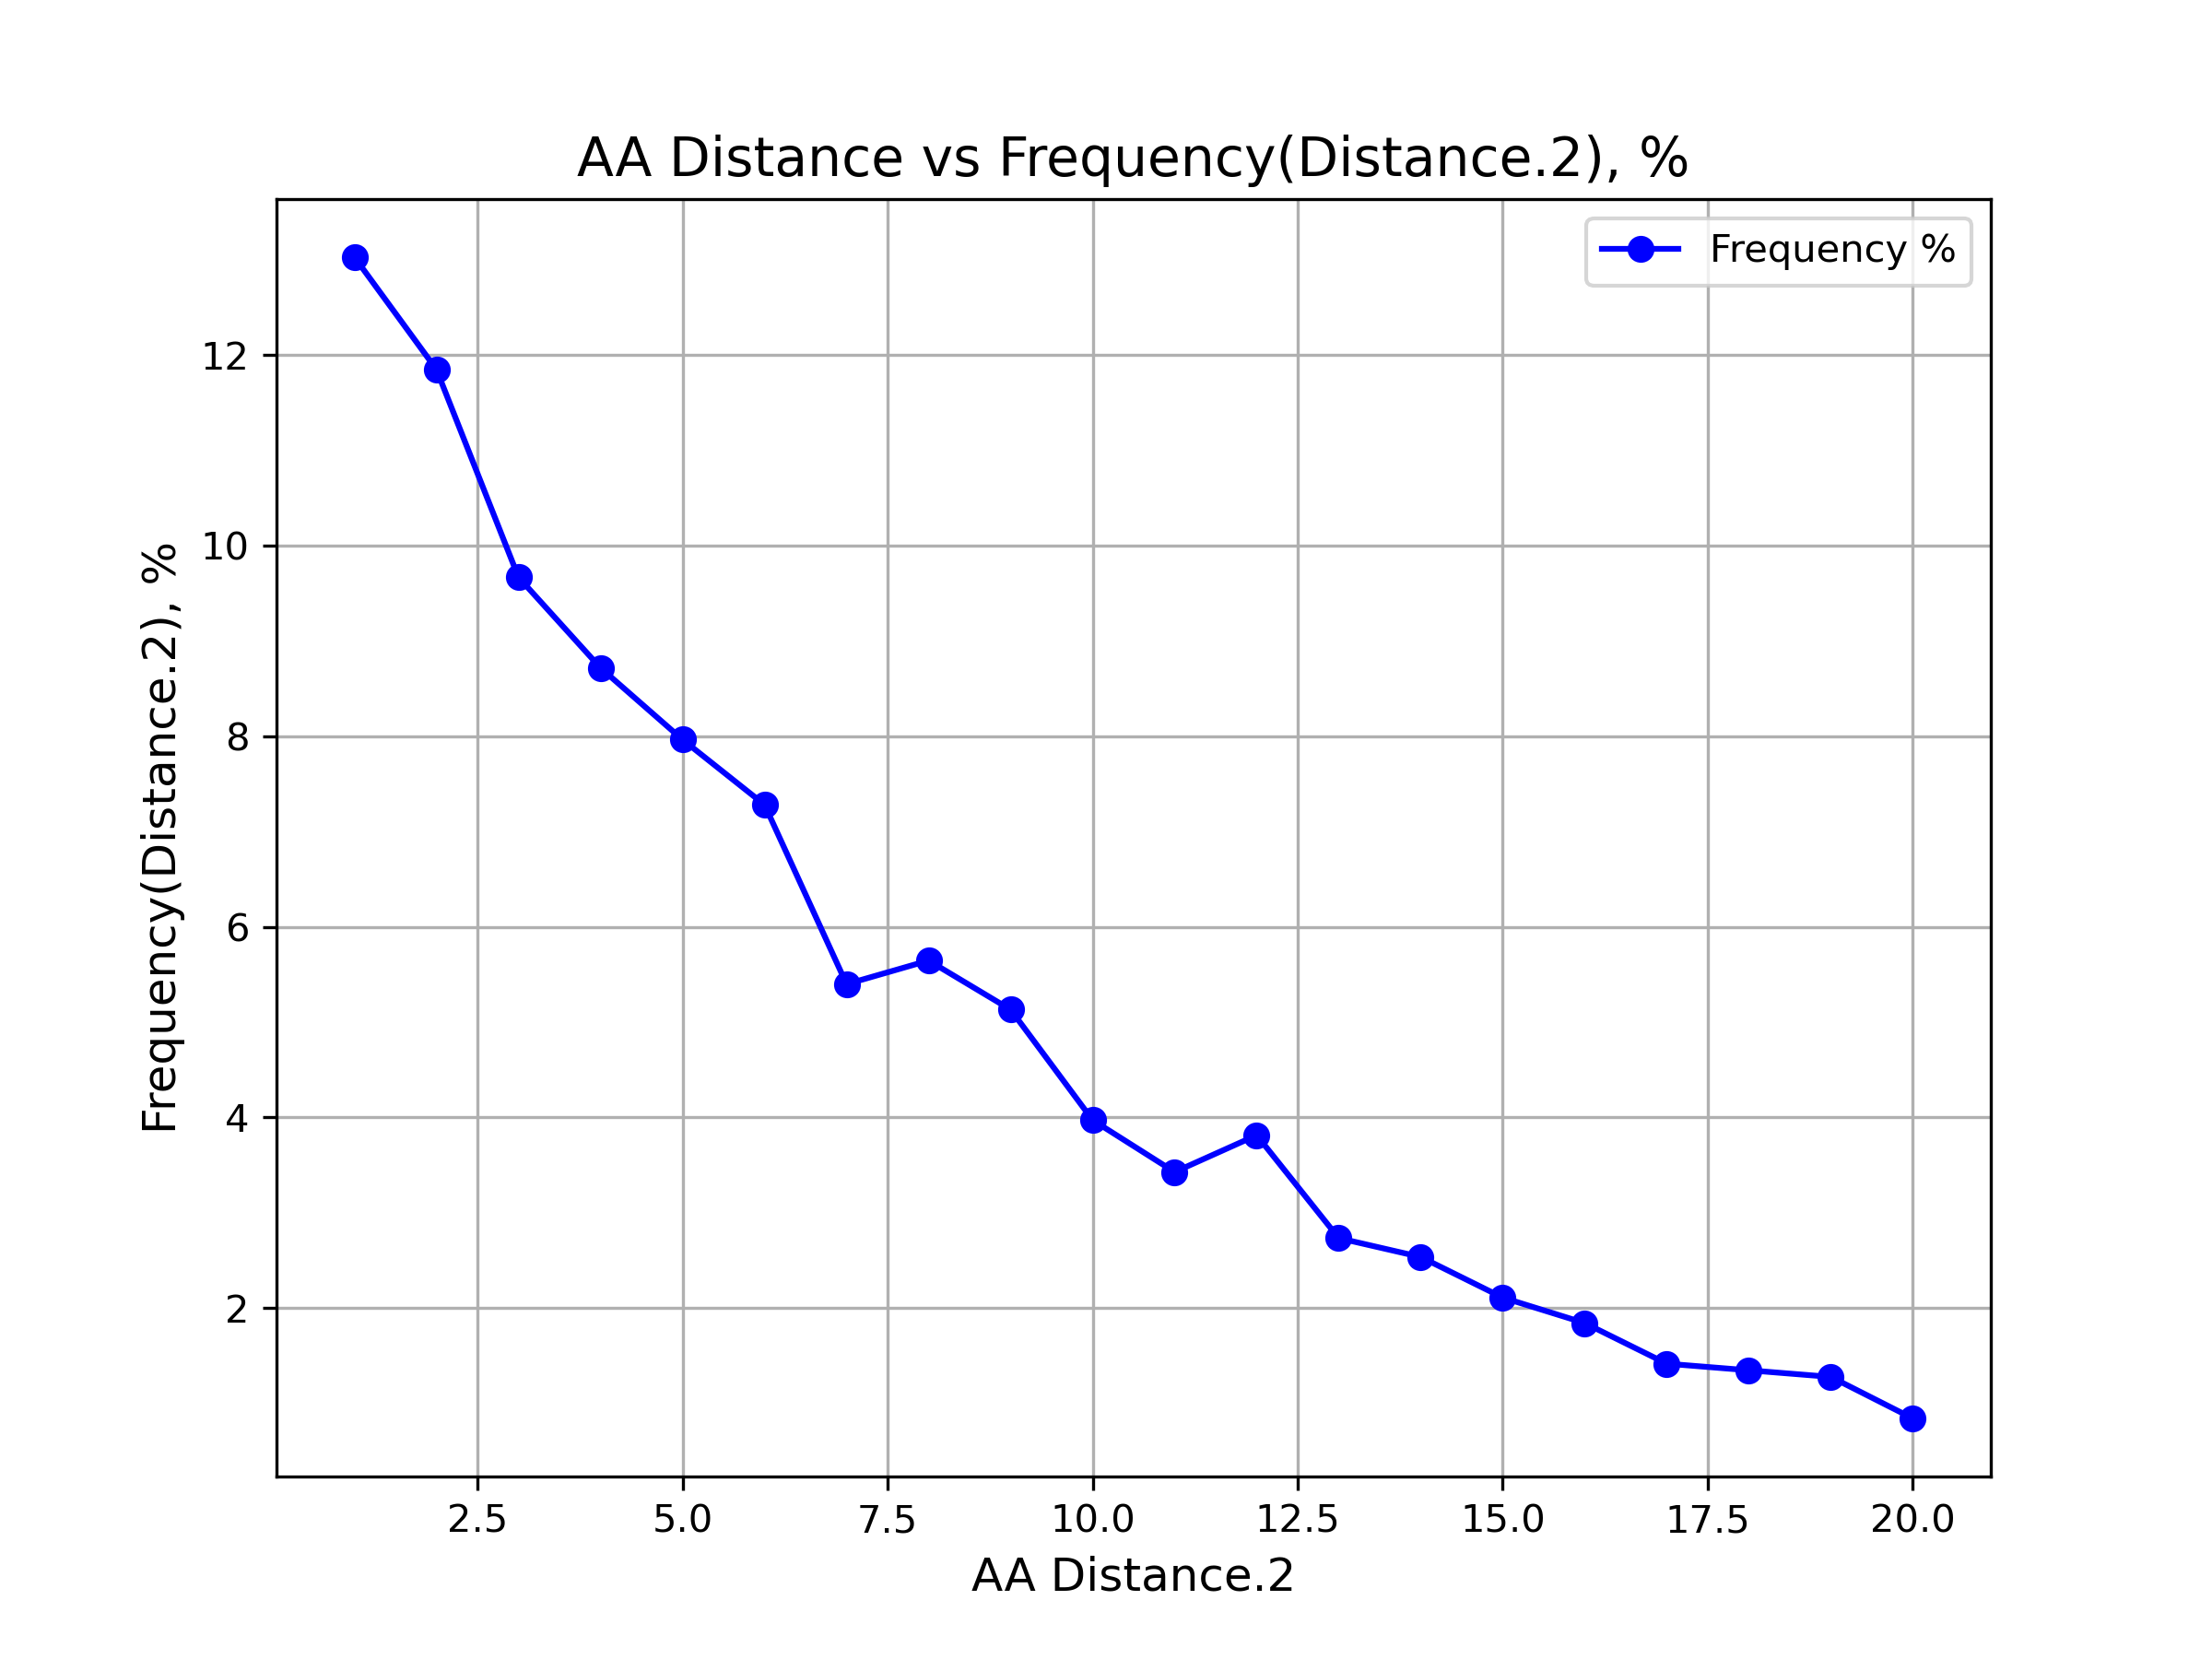 AA Distance vs Frequency(Distance.2), %
Frequency %
Frequency(Distance.2), %
12
10
8
6
4
2
2.5 5.0 7.5 10.0 12.5 15.0 17.5 20.0
AA Distance.2